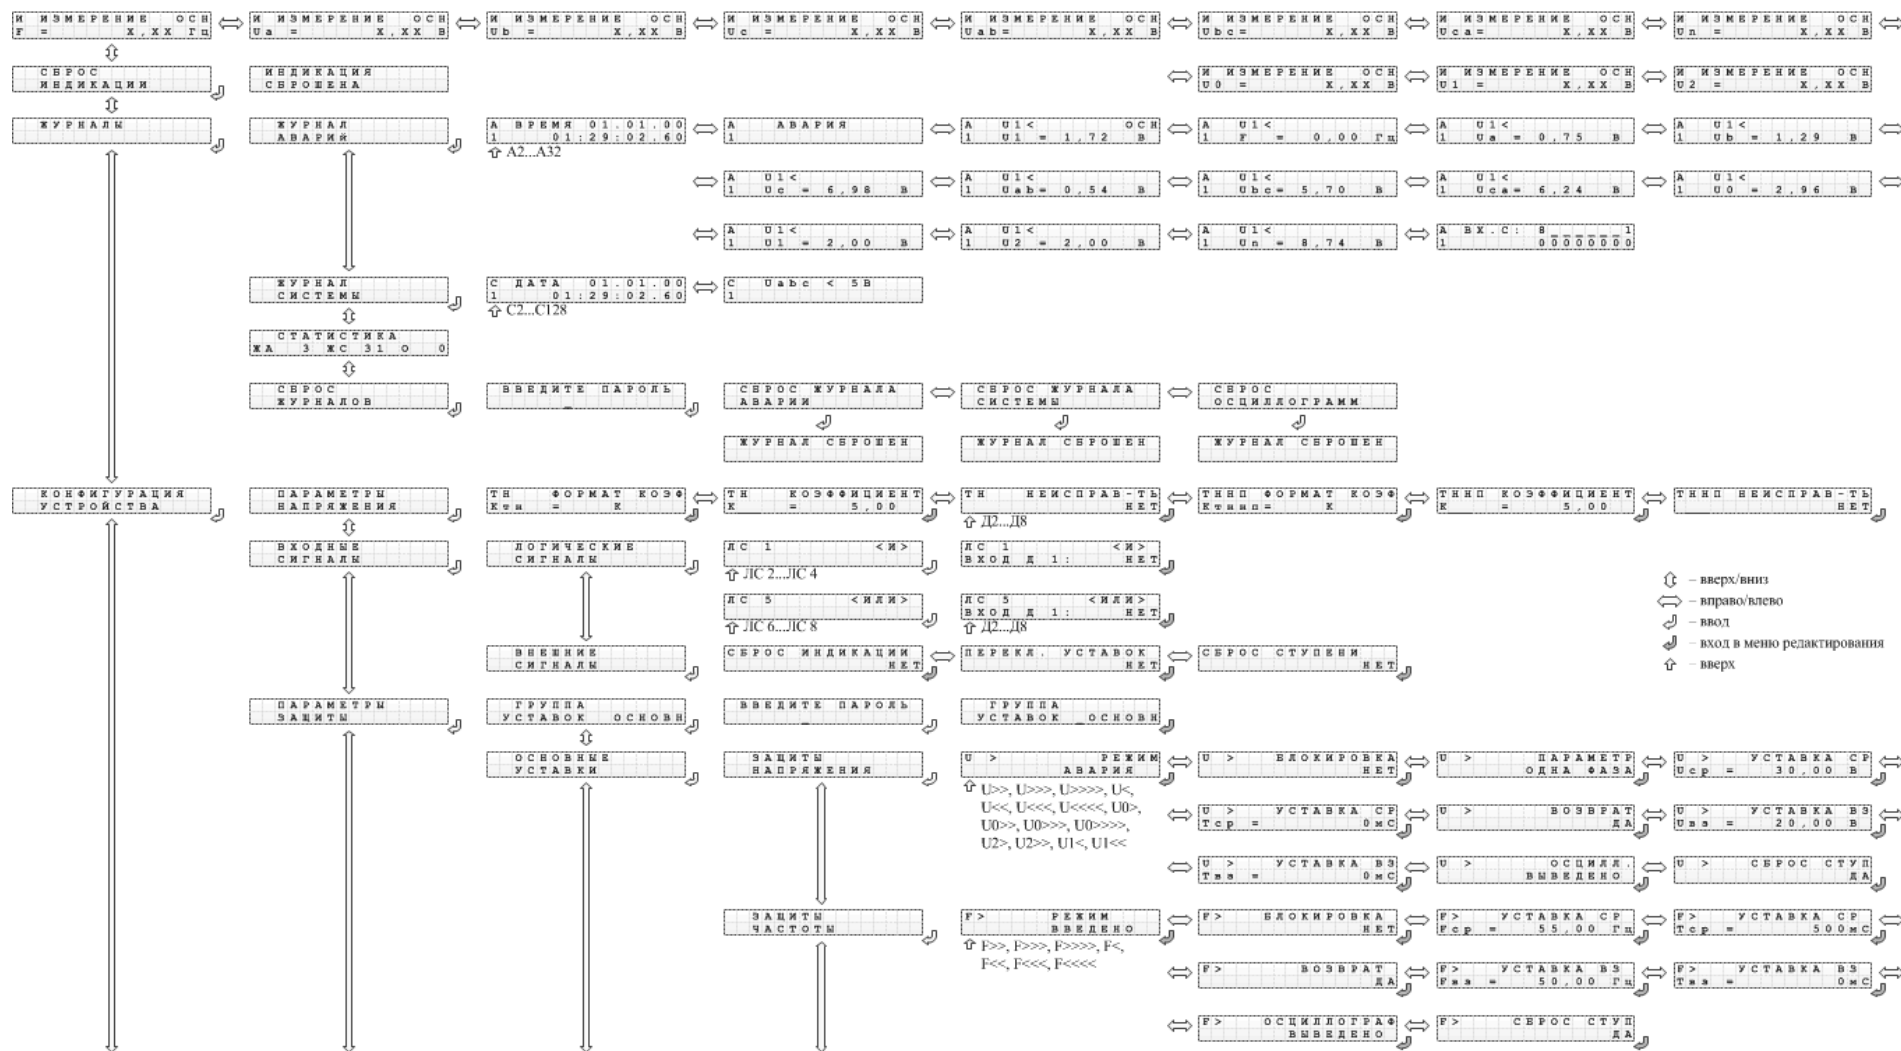 И ИЗМЕРЕНИЕ ОСН
F = X,XX Гц
И ИЗМЕРЕНИЕ ОСН
Ua = X,XX В
И ИЗМЕРЕНИЕ ОСН
Ub = X,XX В
И ИЗМЕРЕНИЕ ОСН
Uc = X,XX В
И ИЗМЕРЕНИЕ ОСН
Uab= X,XX В
И ИЗМЕРЕНИЕ ОСН
Ubc= X,XX В
И ИЗМЕРЕНИЕ ОСН
Uca= X,XX В
И ИЗМЕРЕНИЕ ОСН
Un = X,XX В
СБРОС
ИНДИКАЦИИ
ИНДИКАЦИЯ
СБРОШЕНА
И ИЗМЕРЕНИЕ ОСН
U0 = X,XX В
И ИЗМЕРЕНИЕ ОСН
U1 = X,XX В
И ИЗМЕРЕНИЕ ОСН
U2 = X,XX В
ЖУРНАЛЫ
ЖУРНАЛ
АВАРИЙ
А ВРЕМЯ 01.01.00
1 01:29:02.60
А2...А32
А АВАРИЯ
1
А U1< ОСН
1 U1 = 1,72 В
А U1<
1 F = 0,00 Гц
А U1<
1 Ua = 0,75 В
А U1<
1 Ub = 1,29 В
А U1<
1 Uc = 6,98 В
А U1<
1 Uab= 0,54 В
А U1<
1 Ubc= 5,70 В
А U1<
1 Uca= 6,24 В
А U1<
1 U0 = 2,96 В
А U1<
1 U1 = 2,00 В
А U1<
1 U2 = 2,00 В
А U1<
1 Un = 8,74 В
А ВХ.С: 8______1
1 00000000
ЖУРНАЛ
СИСТЕМЫ
С ДАТА 01.01.00
1 01:29:02.60
С2...С128
С Uabc < 5В
1
СТАТИСТИКА
ЖА 3 ЖС 31 О 0
СБРОС
ЖУРНАЛОВ
ВВЕДИТЕ ПАРОЛЬ
_
СБРОС ЖУРНАЛА
АВАРИИ
СБРОС ЖУРНАЛА
СИСТЕМЫ
СБРОС
ОСЦИЛЛОГРАММ
ЖУРНАЛ СБРОШЕН
ЖУРНАЛ СБРОШЕН
ЖУРНАЛ СБРОШЕН
КОНФИГУРАЦИЯ
УСТРОЙСТВА
ПАРАМЕТРЫ
НАПРЯЖЕНИЯ
ТН ФОРМАТ КОЭФ
Ктн = К
ТН КОЭФФИЦИЕНТ
К___ = 5,00
ТН НЕИСПРАВ-ТЬ
НЕТ
Д2...Д8
ТННП ФОРМАТ КОЭФ
Ктннп= К
ТННП КОЭФФИЦИЕНТ
К___ = 5,00
ТННП НЕИСПРАВ-ТЬ
НЕТ
ВХОДНЫЕ
СИГНАЛЫ
ЛОГИЧЕСКИЕ
СИГНАЛЫ
ЛС 1 <И>
ЛС 2...ЛС 4
ЛС 1 <И>
ВХОД Д 1: НЕТ
ЛС 5 <ИЛИ>
ЛС 6...ЛС 8
ЛС 5 <ИЛИ>
ВХОД Д 1: НЕТ
Д2...Д8
– вверх/вниз
– вправо/влево
– ввод
– вход в меню редактирования
– вверх
ВНЕШНИЕ
СИГНАЛЫ
СБРОС ИНДИКАЦИИ
НЕТ
ПЕРЕКЛ. УСТАВОК
НЕТ
СБРОС СТУПЕНИ
НЕТ
ПАРАМЕТРЫ
ЗАЩИТЫ
ГРУППА
УСТАВОК ОСНОВН
ВВЕДИТЕ ПАРОЛЬ
_
ГРУППА
УСТАВОК _ОСНОВН
ОСНОВНЫЕ
УСТАВКИ
ЗАЩИТЫ
НАПРЯЖЕНИЯ
U > РЕЖИМ
АВАРИЯ
U>>, U>>>, U>>>>, U<,
U<<, U<<<, U<<<<, U0>,
U0>>, U0>>>, U0>>>>,
U2>, U2>>, U1<, U1<<
U > БЛОКИРОВКА
НЕТ
U > ПАРАМЕТР
ОДНА ФАЗА
U > УСТАВКА СР
Uср = 30,00 В
U > УСТАВКА СР
Тср = 0мС
U > ВОЗВРАТ
ДА
U > УСТАВКА ВЗ
Uвз = 20,00 В
U > УСТАВКА ВЗ
Твз = 0мС
U > ОСЦИЛЛ.
ВЫВЕДЕНО
U > СБРОС СТУП
ДА
ЗАЩИТЫ
ЧАСТОТЫ
F> РЕЖИМ
ВВЕДЕНО
F>>, F>>>, F>>>>, F<,
F<<, F<<<, F<<<<
F> БЛОКИРОВКА
НЕТ
F> УСТАВКА СР
Fср = 55,00 Гц
F> УСТАВКА СР
Тср = 500мС
F> ВОЗВРАТ
ДА
F> УСТАВКА ВЗ
Fвз = 50,00 Гц
F> УСТАВКА ВЗ
Твз = 0мС
F> ОСЦИЛЛОГРАФ
ВЫВЕДЕНО
F> СБРОС СТУП
ДА